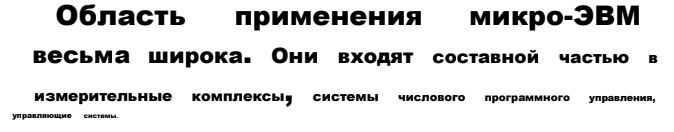 Область применения микро-ЭВМ
весьма широка. Они входят составной частью в
измерительные комплексы, системы числового программного управления,
управляющие системы.